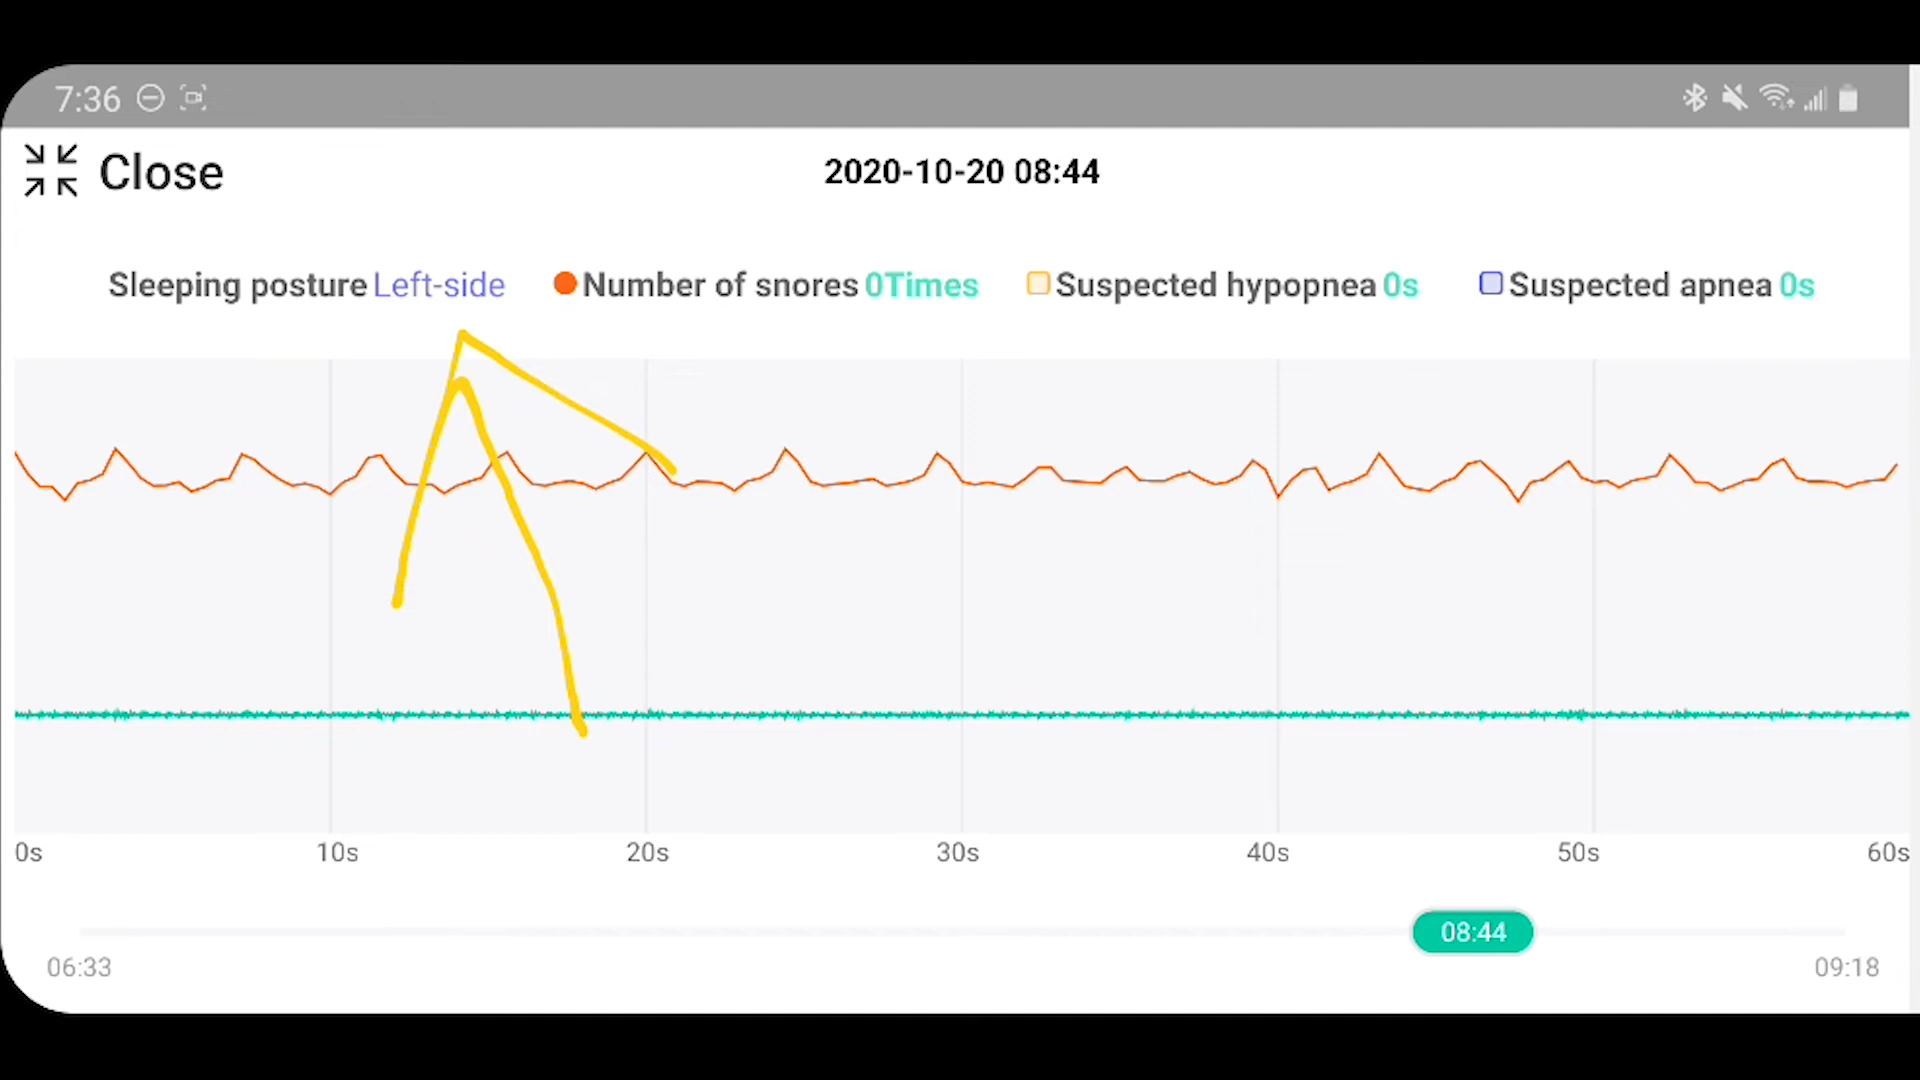 7:36
Close
2020-10-20 08:44
Sleeping posture Left-side Number of snores 0Times Suspected hypopnea 0s Suspected apnea 0s
0s 10s 20s 30s 40s 50s 60s
08:44
06:33 09:18